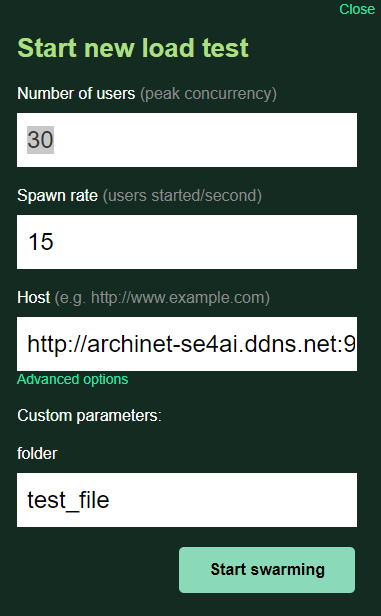 Close
Start new load test
Number of users (peak concurrency)
30
Spawn rate (users started/second)
15
Host (e.g. http://www.example.com)
http://archinet-se4ai.ddns.net:9
Advanced options
Custom parameters:
folder
test_file
Start swarming